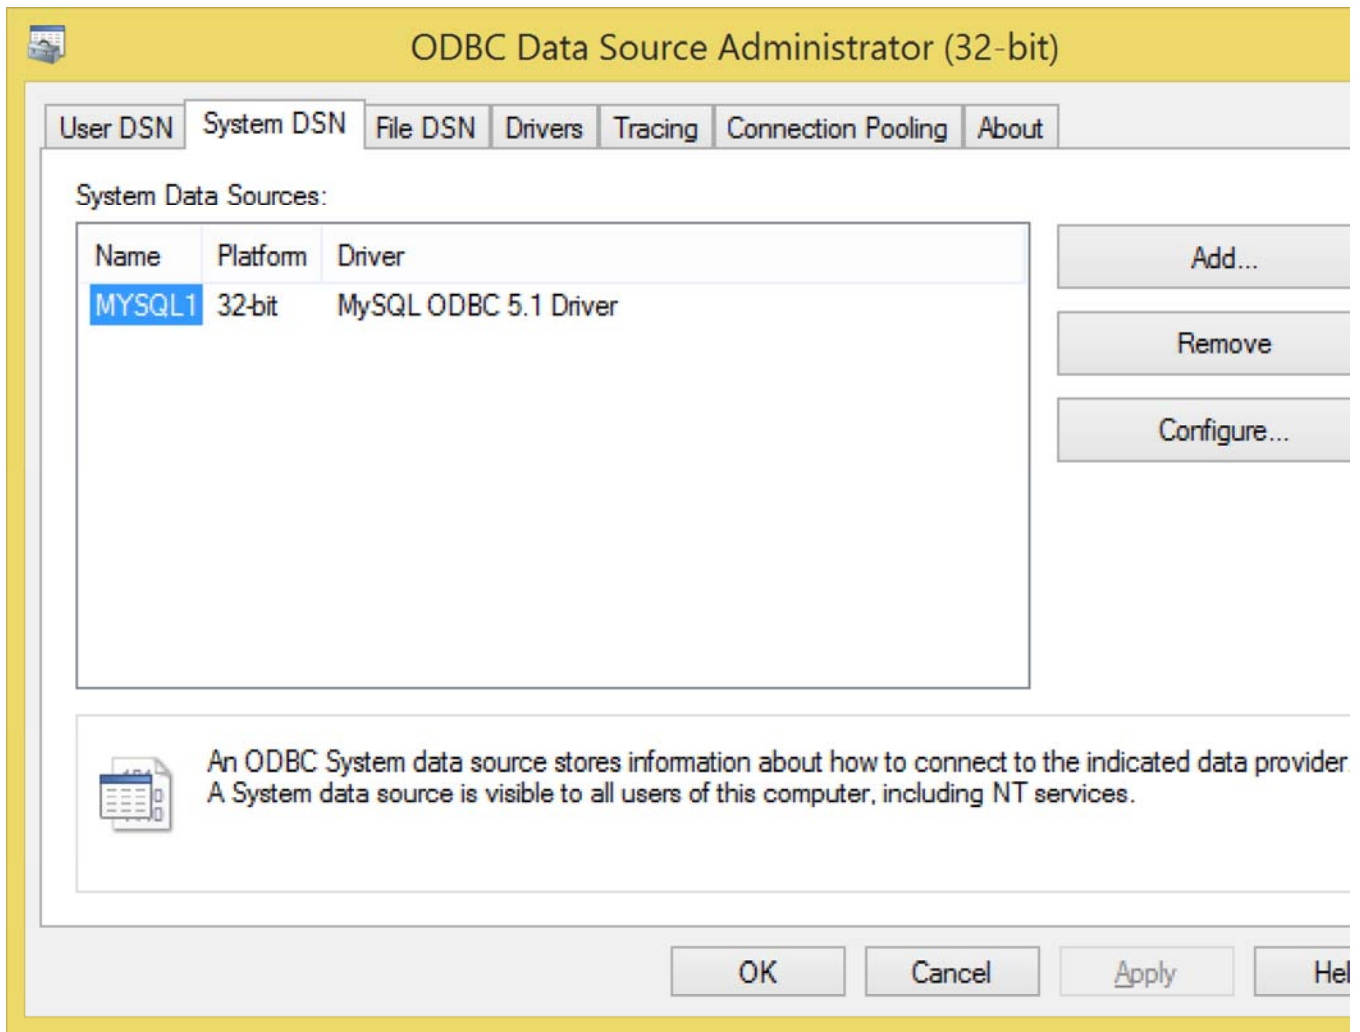 ODBC Data Source Administrator (32-bit)
User DSN System DSN File DSN Drivers Tracing Connection Pooling About
System Data Sources:
Name Platform Driver
MYSQL1 32-bit MySQL ODBC 5.1 Driver
Add...
Remove
Configure...
An ODBC System data source stores information about how to connect to the indicated data provider.
A System data source is visible to all users of this computer, including NT services.
OK Cancel Apply Hel